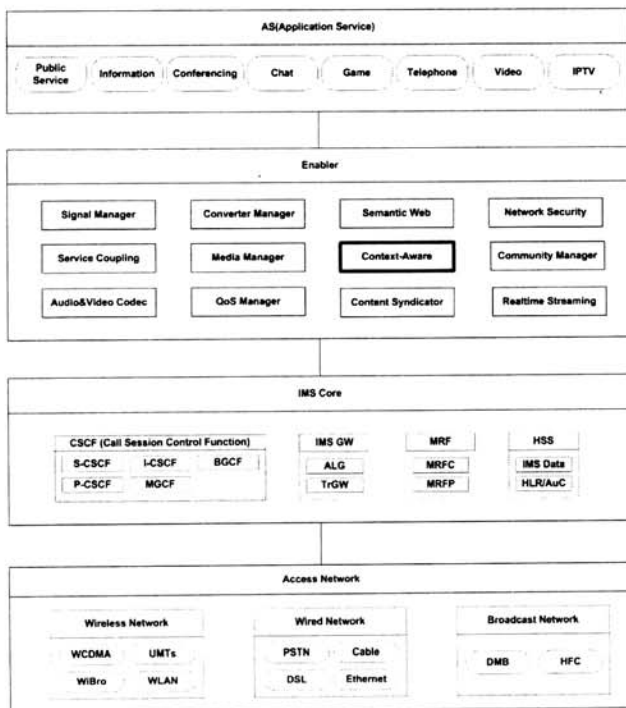 AS(Application Service)
Public Service
Information
Conferencing
Chat
Game
Telephone
Video
IPTV
Enabler
Signal Manager
Converter Manager
Semantic Web
Network Security
Service Coupling
Media Manager
Context-Aware
Community Manager
Audio&Video Codec
QoS Manager
Content Syndicator
Realtime Streaming
IMS Core
CSCF (Call Session Control Function)
S-CSCF
I-CSCF
BGCF
P-CSCF
MGCF
IMS GW
ALG
TrGW
MRF
MRFC
MRFP
HSS
IMS Data
HLR/AuC
Access Network
Wireless Network
WCDMA
UMTs
WiBro
WLAN
Wired Network
PSTN
Cable
DSL
Ethernet
Broadcast Network
DMB
HFC